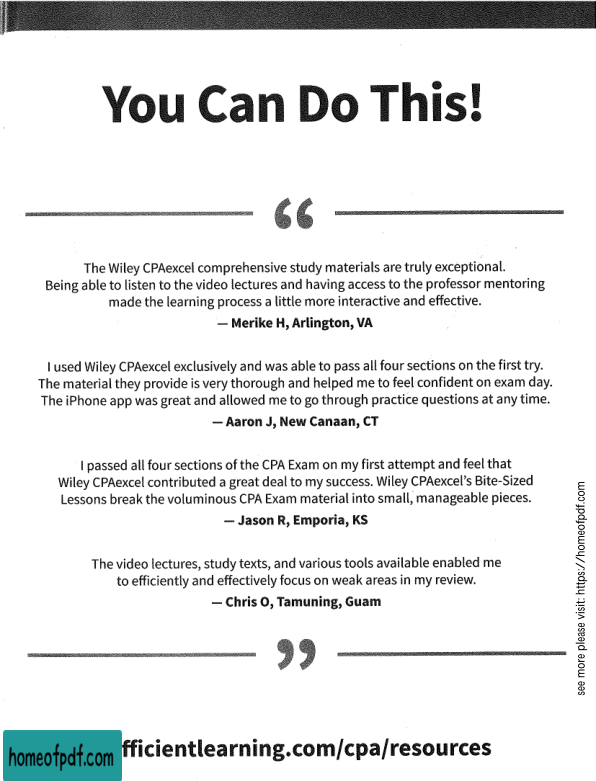 You Can Do This!
“
The Wiley CPAexcel comprehensive study materials are truly exceptional.
Being able to listen to the video lectures and having access to the professor mentoring
made the learning process a little more interactive and effective.
— Merike H, Arlington, VA
I used Wiley CPAexcel exclusively and was able to pass all four sections on the first try.
The material they provide is very thorough and helped me to feel confident on exam day.
The iPhone app was great and allowed me to go through practice questions at any time.
— Aaron J, New Canaan, CT
I passed all four sections of the CPA Exam on my first attempt and feel that
Wiley CPAexcel contributed a great deal to my success. Wiley CPAexcel’s Bite-Sized
Lessons break the voluminous CPA Exam material into small, manageable pieces.
— Jason R, Emporia, KS
The video lectures, study texts, and various tools available enabled me
to efficiently and effectively focus on weak areas in my review.
— Chris O, Tamuning, Guam
”
see more please visit: https://homeofpdf.com
homeofpdf.com
fficientlearning.com/cpa/resources